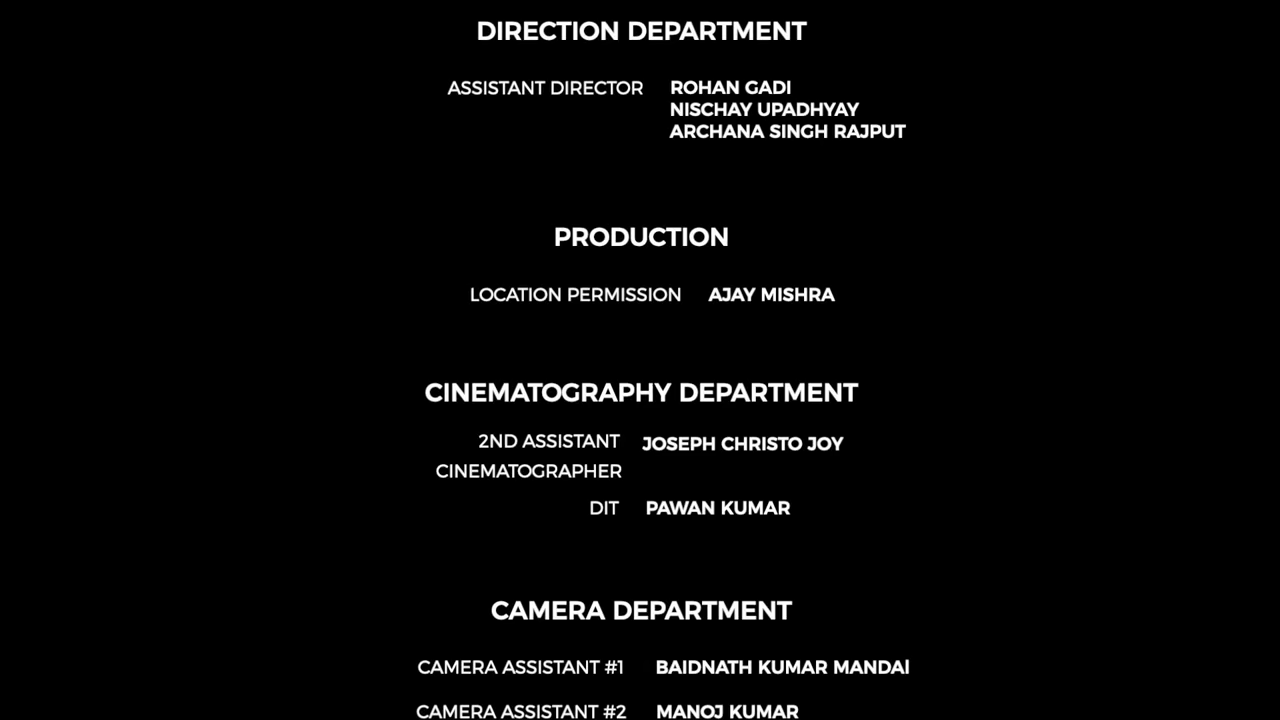 DIRECTION DEPARTMENT
ASSISTANT DIRECTOR ROHAN GADI
NISCHAY UPADHYAY
ARCHANA SINGH RAJPUT
PRODUCTION
LOCATION PERMISSION AJAY MISHRA
CINEMATOGRAPHY DEPARTMENT
2ND ASSISTANT JOSEPH CHRISTO JOY
CINEMATOGRAPHER
DIT PAWAN KUMAR
CAMERA DEPARTMENT
CAMERA ASSISTANT #1 BAIDNATH KUMAR MANDAl
CAMERA ASSISTANT #2 MANOJ KUMAR